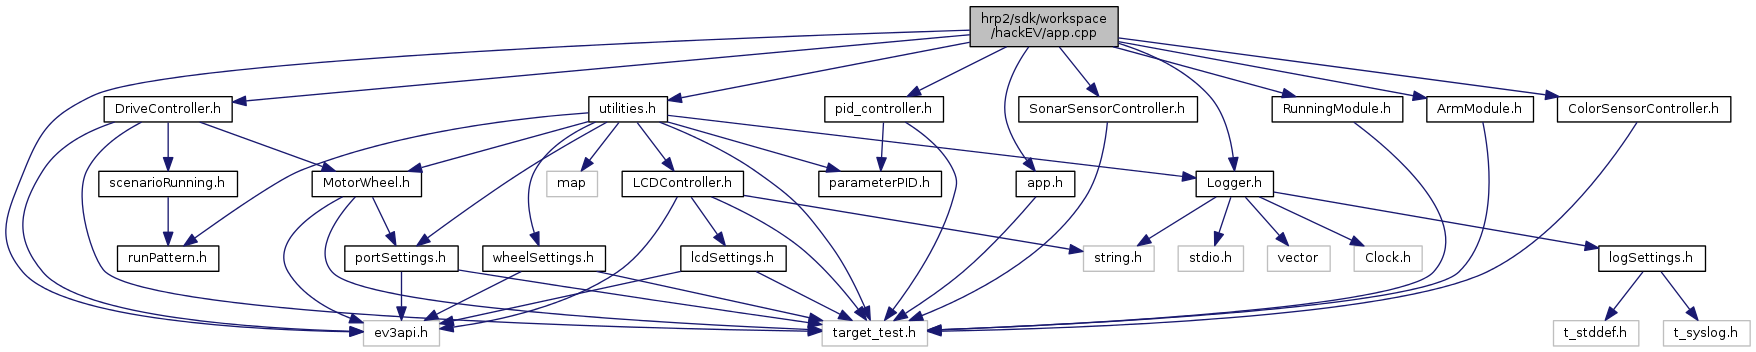 hrp2/sdk/workspace
/hackEV/app.cpp
DriveController.h
utilities.h
pid_controller.h
SonarSensorController.h
RunningModule.h
ArmModule.h
ColorSensorController.h
scenarioRunning.h
MotorWheel.h
map
LCDController.h
parameterPID.h
app.h
Logger.h
runPattern.h
portSettings.h
wheelSettings.h
lcdSettings.h
string.h
stdio.h
vector
Clock.h
logSettings.h
ev3api.h
target_test.h
t_stddef.h
t_syslog.h